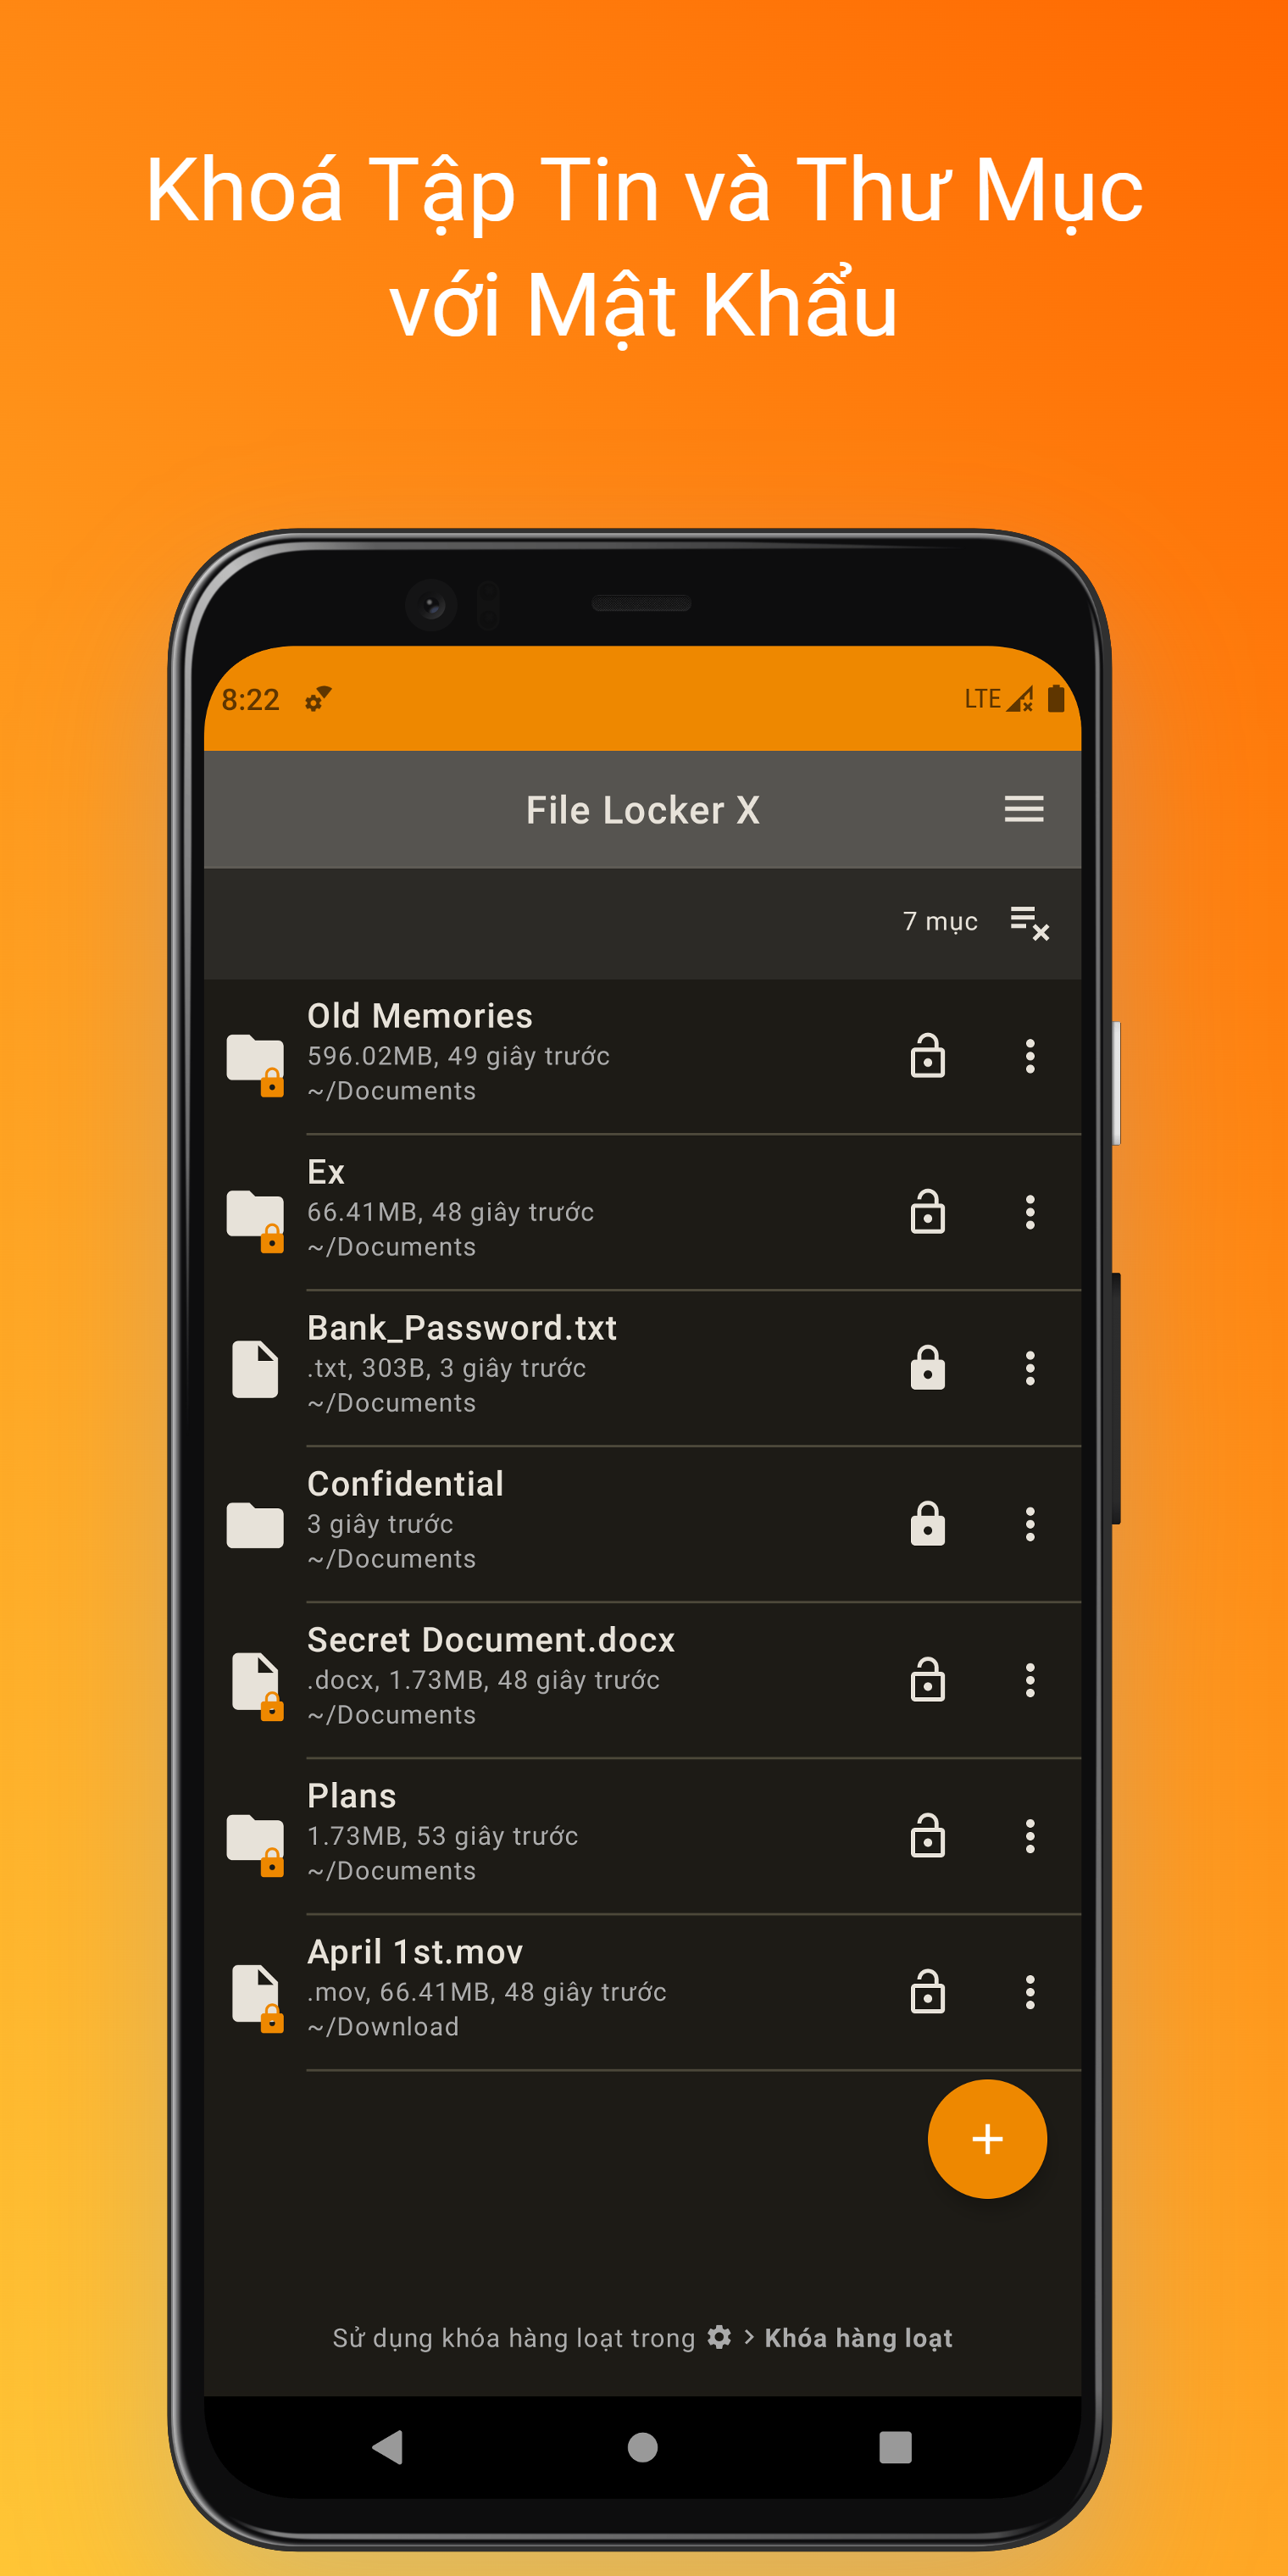 Khoá Tập Tin và Thư Mục
với Mật Khẩu
8:22
LTE
File Locker X
7 mục
Old Memories
596.02MB, 49 giây trước
~/Documents
Ex
66.41MB, 48 giây trước
~/Documents
Bank_Password.txt
.txt, 303B, 3 giây trước
~/Documents
Confidential
3 giây trước
~/Documents
Secret Document.docx
.docx, 1.73MB, 48 giây trước
~/Documents
Plans
1.73MB, 53 giây trước
~/Documents
April 1st.mov
.mov, 66.41MB, 48 giây trước
~/Download
Sử dụng khóa hàng loạt trong > Khóa hàng loạt